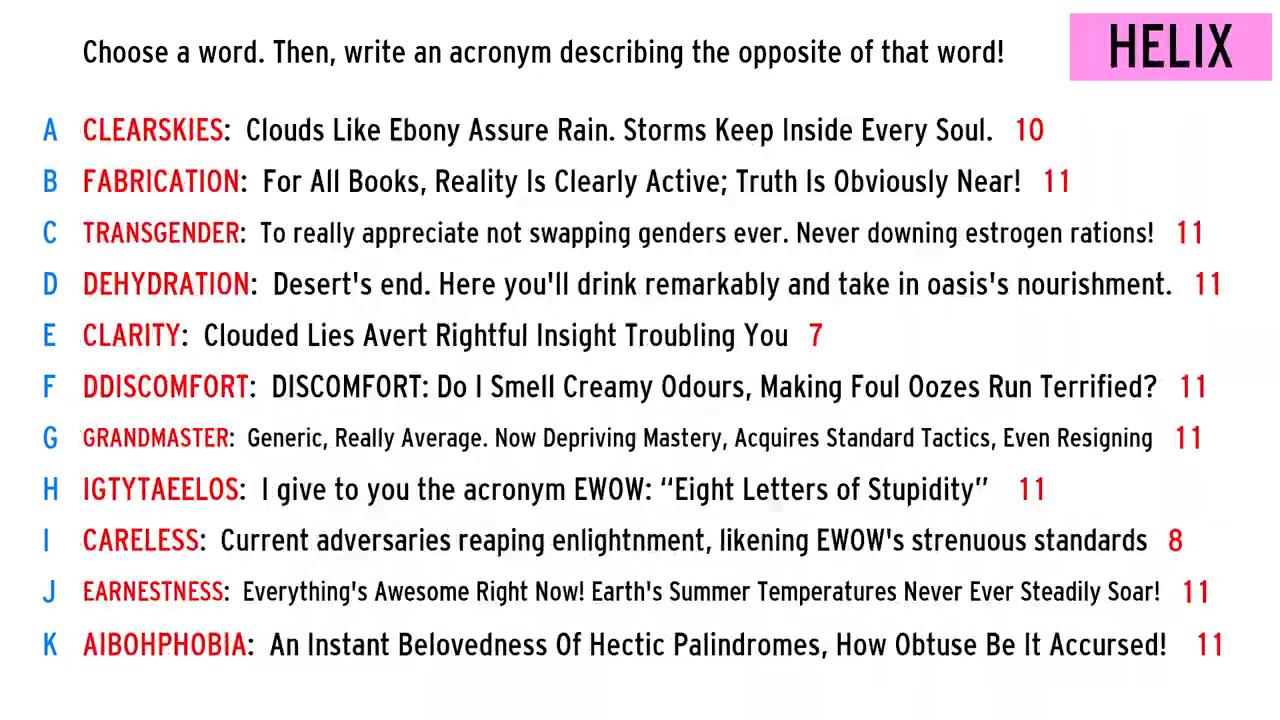 Choose a word. Then, write an acronym describing the opposite of that word!
HELIX
A CLEARSKIES: Clouds Like Ebony Assure Rain. Storms Keep Inside Every Soul. 10
B FABRICATION: For All Books, Reality Is Clearly Active; Truth Is Obviously Near! 11
C TRANSGENDER: To really appreciate not swapping genders ever. Never downing estrogen rations! 11
D DEHYDRATION: Desert's end. Here you'll drink remarkably and take in oasis's nourishment. 11
E CLARITY: Clouded Lies Avert Rightful Insight Troubling You 7
F DDISCOMFORT: DISCOMFORT: Do I Smell Creamy Odours, Making Foul Oozes Run Terrified? 11
G GRANDMASTER: Generic, Really Average. Now Depriving Mastery, Acquires Standard Tactics, Even Resigning 11
H IGTYTAEELOS: I give to you the acronym EWOW: “Eight Letters of Stupidity” 11
I CARELESS: Current adversaries reaping enlightnment, likening EWOW's strenuous standards 8
J EARNESTNESS: Everything's Awesome Right Now! Earth's Summer Temperatures Never Ever Steadily Soar! 11
K AIBOHPHOBIA: An Instant Belovedness Of Hectic Palindromes, How Obtuse Be It Accursed! 11